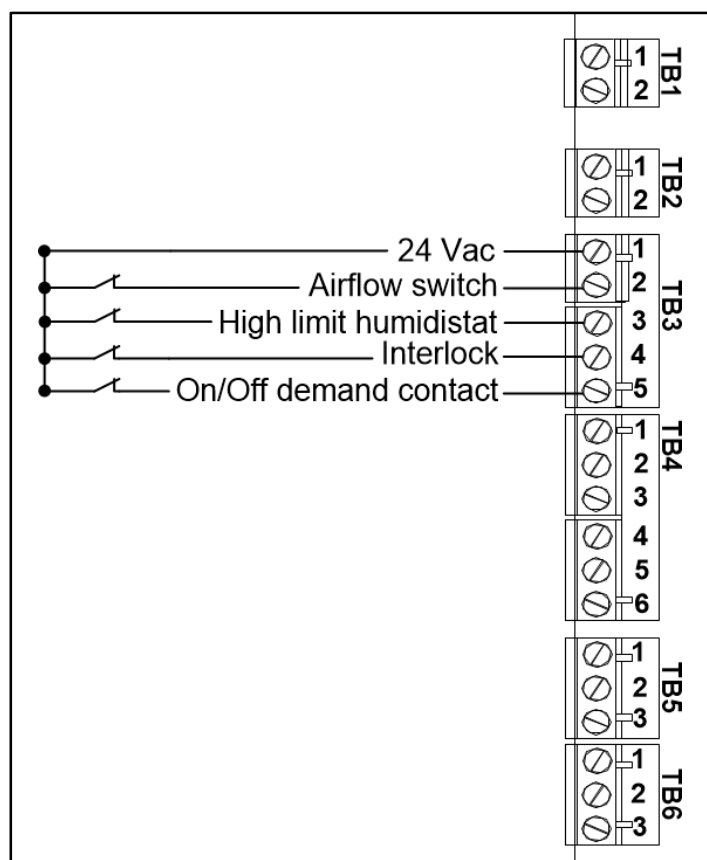 1
2
TB1
1
2
TB2
24 Vac 1
Airflow switch 2
High limit humidistat 3
Interlock 4
On/Off demand contact 5
TB3
1
2
3
4
5
6
TB4
1
2
3
TB5
1
2
3
TB6